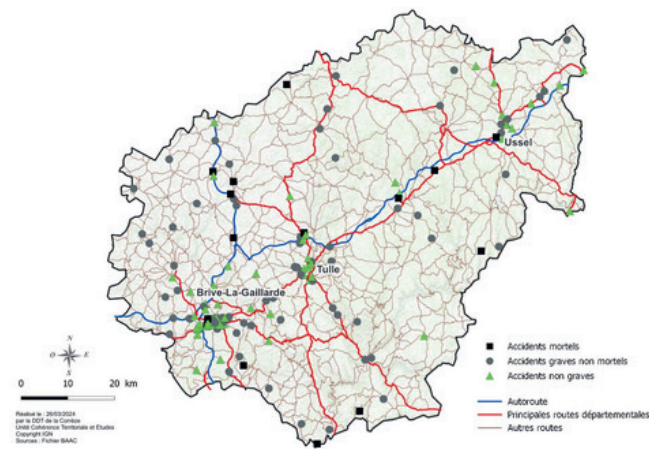 Ussel
Tulle
Brive-La-Gaillarde
N
O
E
S
0
10
20 km
Réalisé le : 26/03/2024
par la DDT de la Corrèze
Unité Cohérence Territoriale et Etudes
Copyright IGN
Sources : Fichier BAAC
Accidents mortels
Accidents graves non mortels
Accidents non graves
Autoroute
Principales routes départementales
Autres routes